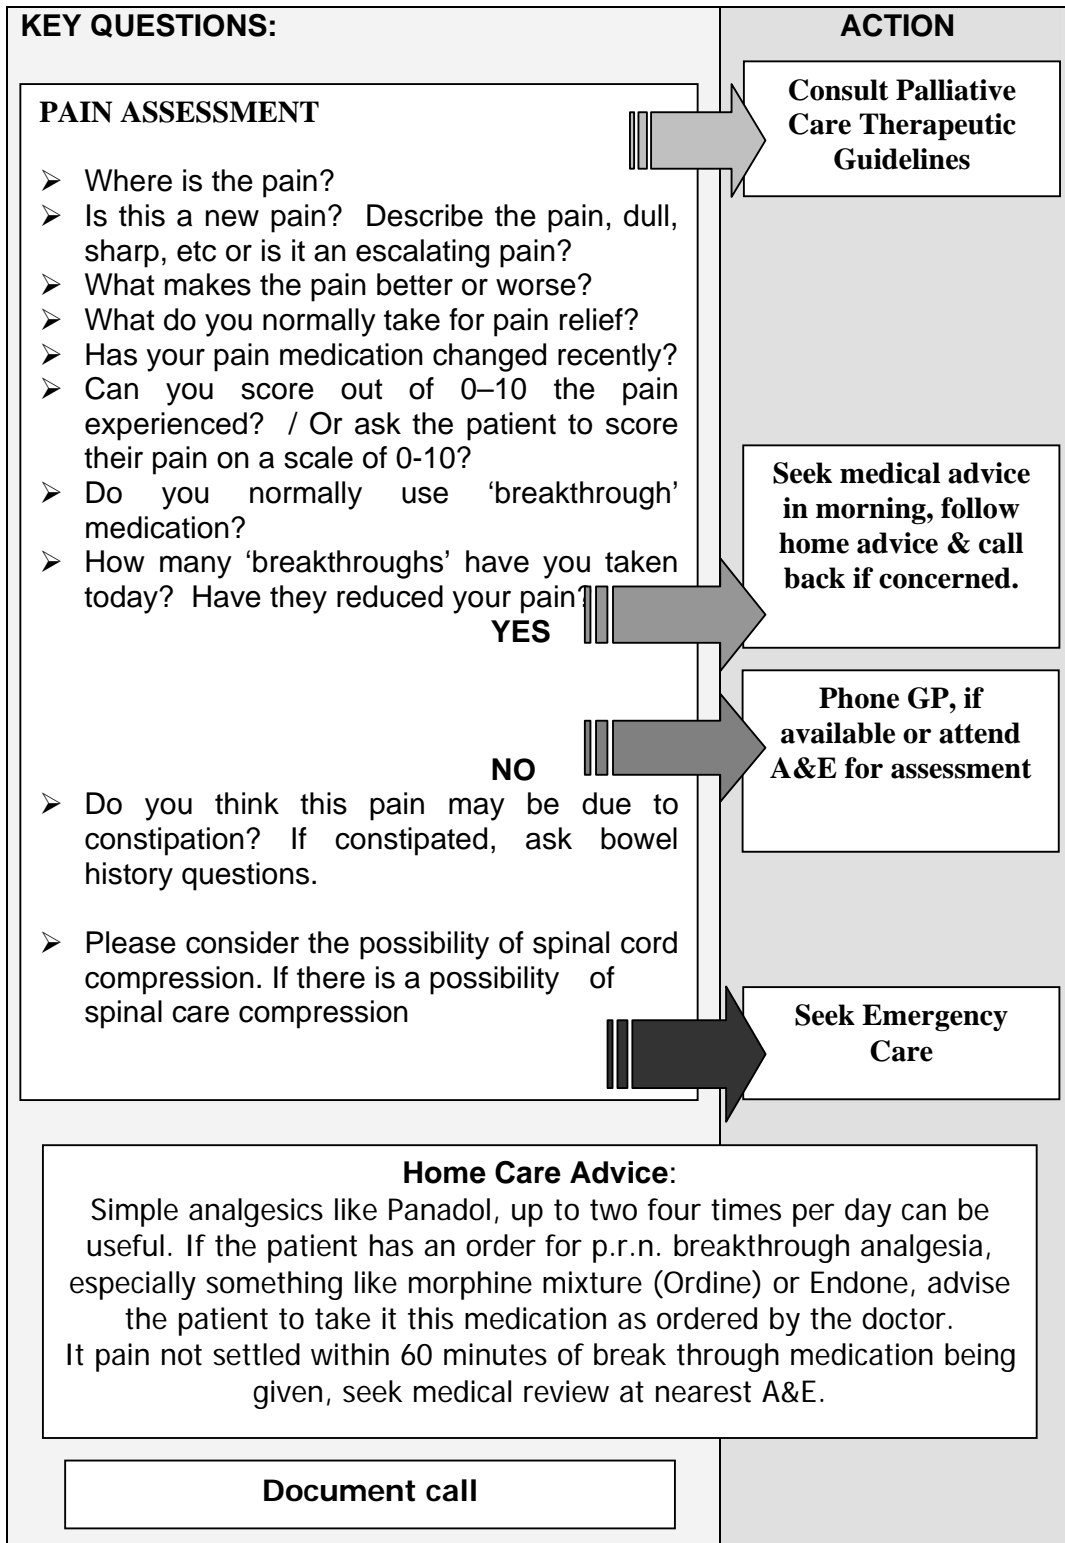 KEY QUESTIONS:
ACTION
PAIN ASSESSMENT
➢ Where is the pain?
➢ Is this a new pain? Describe the pain, dull,
sharp, etc or is it an escalating pain?
➢ What makes the pain better or worse?
➢ What do you normally take for pain relief?
➢ Has your pain medication changed recently?
➢ Can you score out of 0–10 the pain
experienced? / Or ask the patient to score
their pain on a scale of 0-10?
➢ Do you normally use ‘breakthrough’
medication?
➢ How many ‘breakthroughs’ have you taken
today? Have they reduced your pain?
YES
NO
➢ Do you think this pain may be due to
constipation? If constipated, ask bowel
history questions.
➢ Please consider the possibility of spinal cord
compression. If there is a possibility of
spinal care compression
Consult Palliative
Care Therapeutic
Guidelines
Seek medical advice
in morning, follow
home advice & call
back if concerned.
Phone GP, if
available or attend
A&E for assessment
Seek Emergency
Care
Home Care Advice:
Simple analgesics like Panadol, up to two four times per day can be
useful. If the patient has an order for p.r.n. breakthrough analgesia,
especially something like morphine mixture (Ordine) or Endone, advise
the patient to take it this medication as ordered by the doctor.
It pain not settled within 60 minutes of break through medication being
given, seek medical review at nearest A&E.
Document call